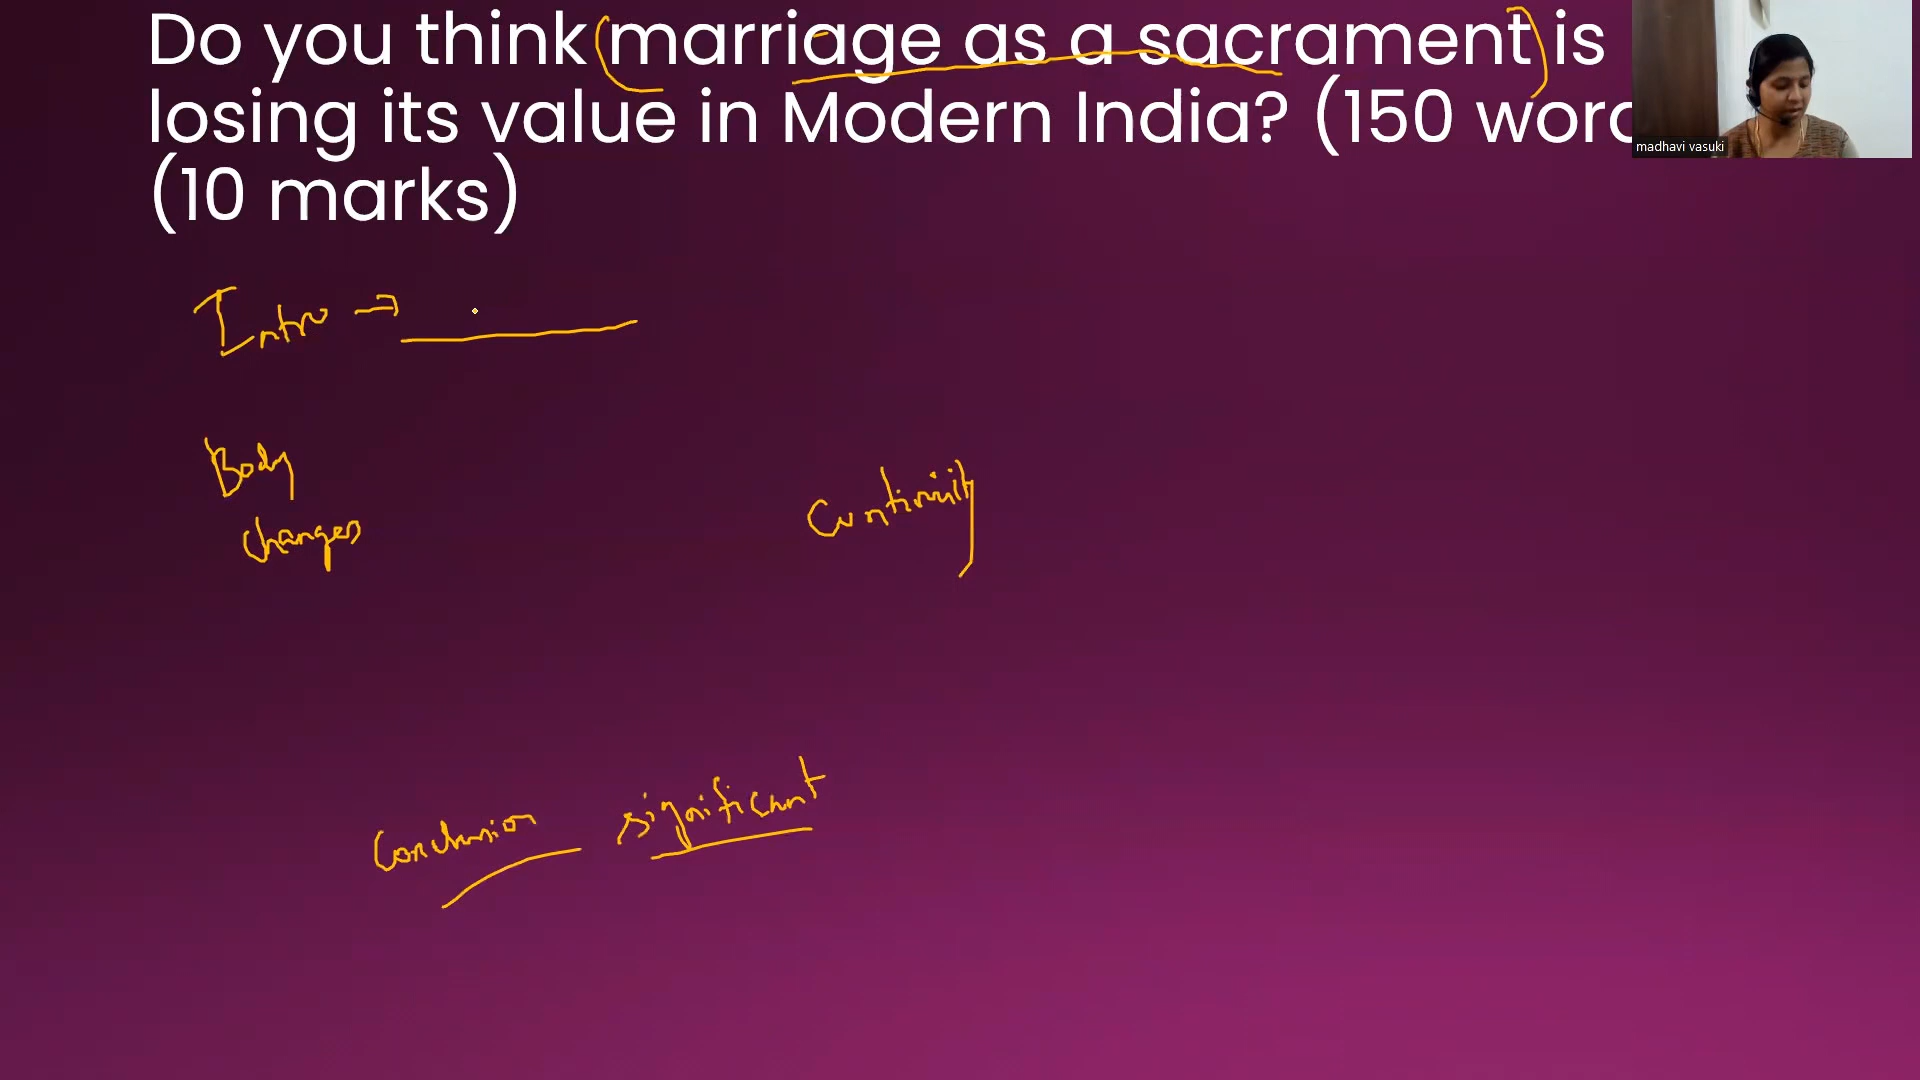 Do you think (marriage as a sacrament) is
losing its value in Modern India? (150 word
(10 marks)
madhavi vasuki
Intro →
Body
changes
Continuity
Conclusion significant